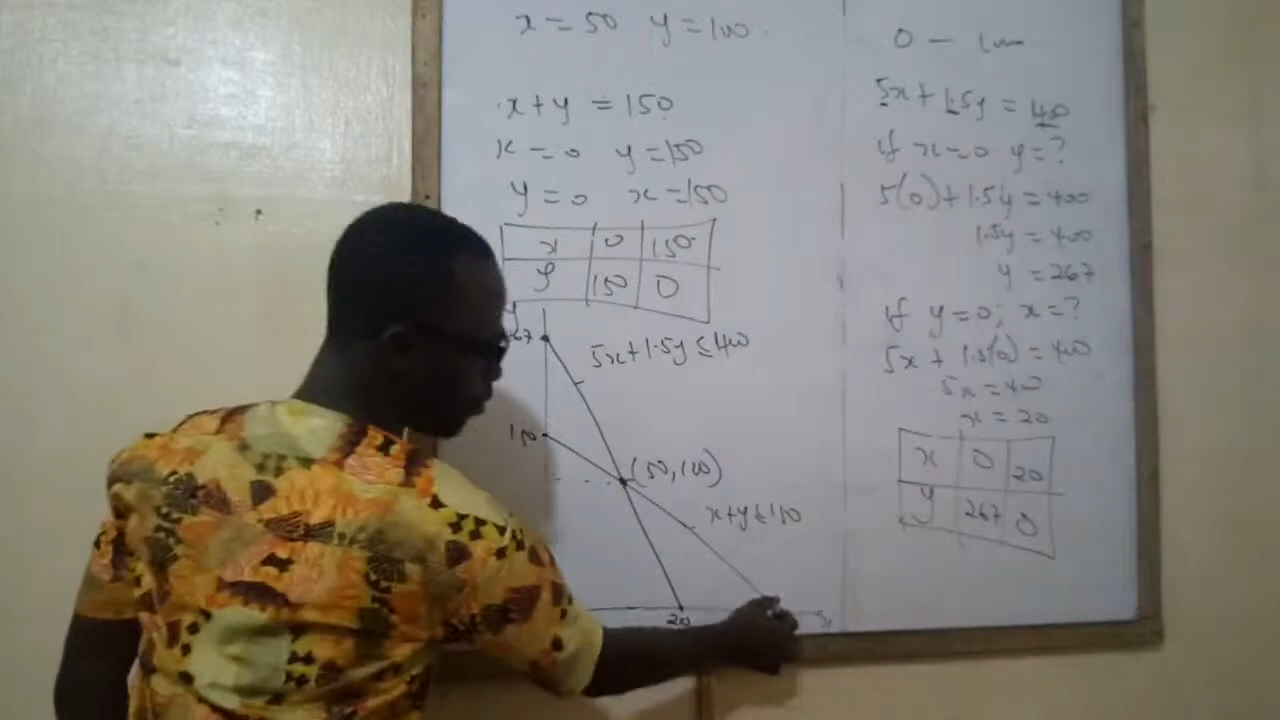 x = 50 y = 100
x + y = 150
x = 0 y = 150
y = 0 x = 150
x 0 150
y 150 0
y
267
5x + 1.5y ≤ 400
150
(50, 100)
x + y ≤ 150
20
x
5x + 1.5y = 400
if x = 0 y = ?
5(0) + 1.5y = 400
1.5y = 400
y = 267
if y = 0; x = ?
5x + 1.5(0) = 400
5x = 400
x = 20
x 0 20
y 267 0